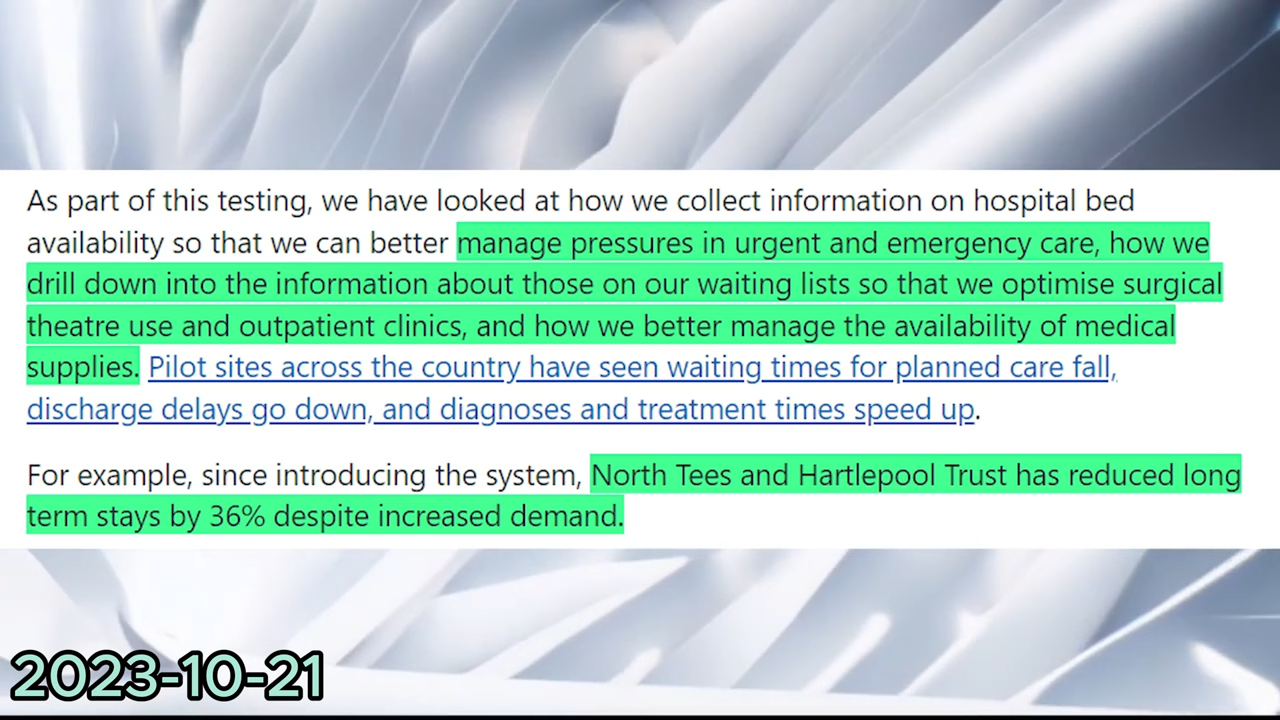 As part of this testing, we have looked at how we collect information on hospital bed
availability so that we can better manage pressures in urgent and emergency care, how we
drill down into the information about those on our waiting lists so that we optimise surgical
theatre use and outpatient clinics, and how we better manage the availability of medical
supplies. Pilot sites across the country have seen waiting times for planned care fall,
discharge delays go down, and diagnoses and treatment times speed up.
For example, since introducing the system, North Tees and Hartlepool Trust has reduced long
term stays by 36% despite increased demand.
2023-10-21